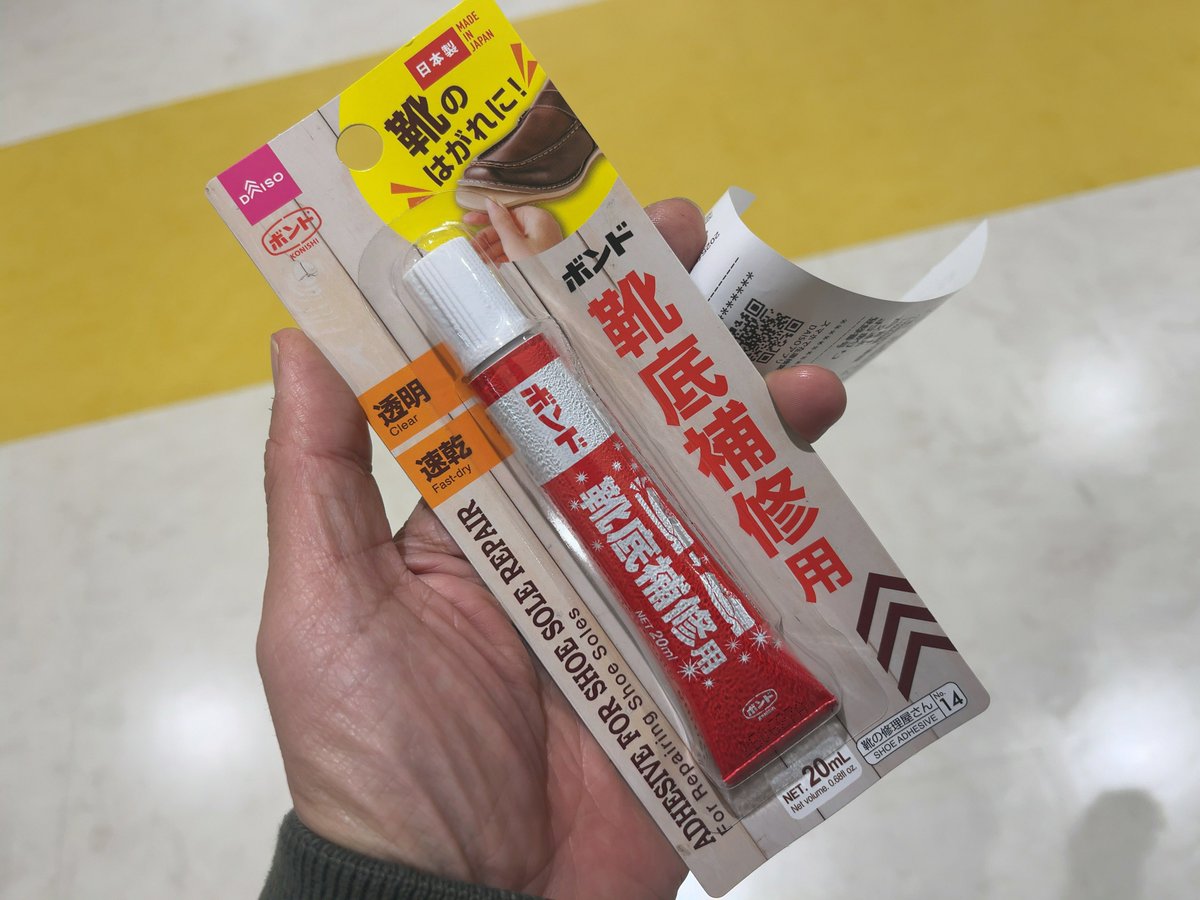 日本製
MADE
IN
JAPAN
靴の
はがれに!
DAISO
ボンド
KONISHI
ボンド
靴底補修用
透明
Clear
速乾
Fast-dry
ボンド
靴底補修用
NET 20ml
ボンド
ADHESIVE FOR SHOE SOLE REPAIR
For Repairing Shoe Soles
靴の修理屋さん
SHOE ADHESIVE
No.
14
NET. 20mL
Net volume. 0.68fl oz.